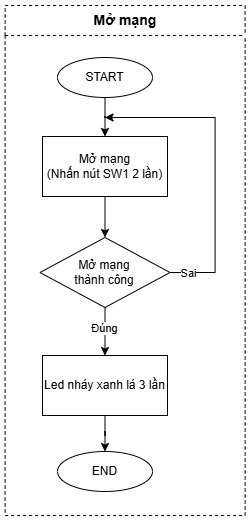 Mở mạng
START
Mở mạng
(Nhấn nút SW1 2 lần)
Mở mạng
thành công
Sai
Đúng
Led nháy xanh lá 3 lần
END